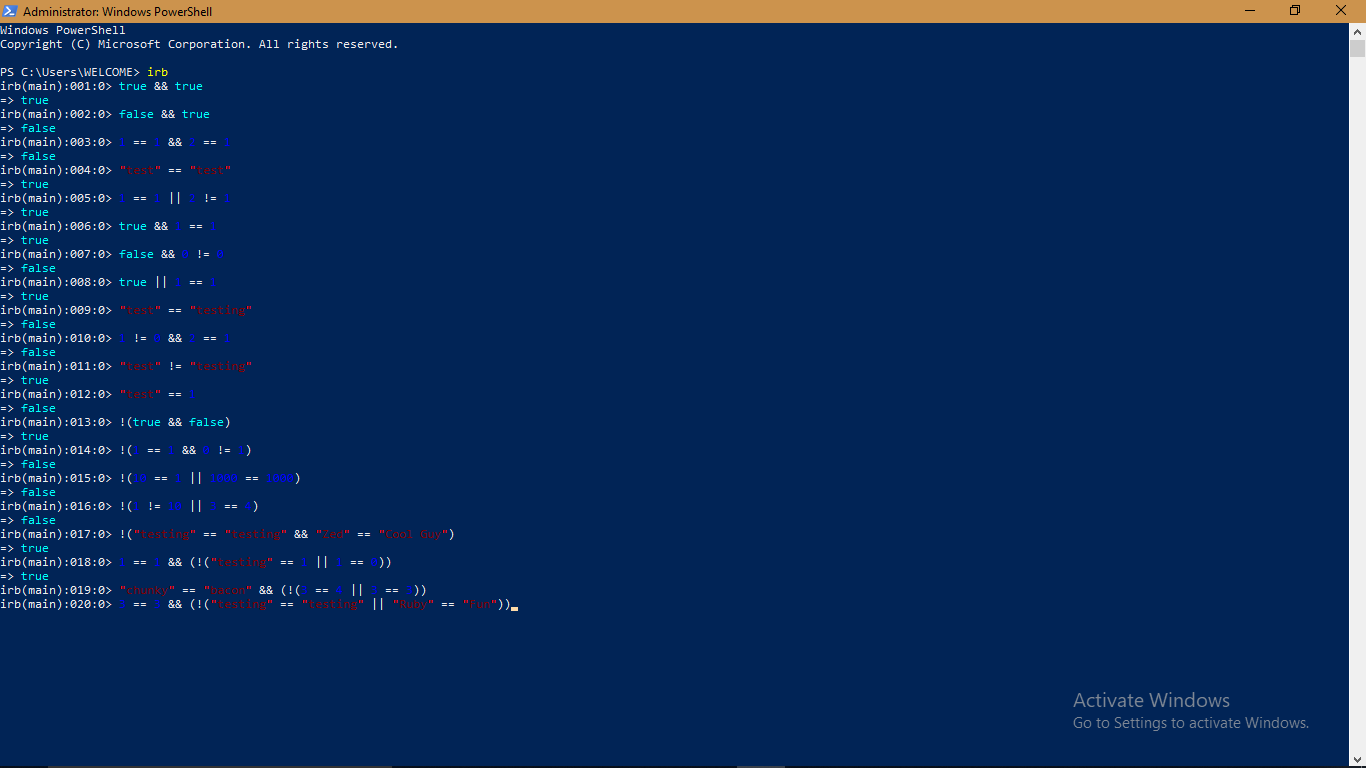 Administrator: Windows PowerShell
Windows PowerShell
Copyright (C) Microsoft Corporation. All rights reserved.
PS C:\Users\WELCOME> irb
irb(main):001:0> true && true
=> true
irb(main):002:0> false && true
=> false
irb(main):003:0> 1 == 1 && 2 == 1
=> false
irb(main):004:0> "test" == "test"
=> true
irb(main):005:0> 1 == 1 || 2 != 1
=> true
irb(main):006:0> true && 1 == 1
=> true
irb(main):007:0> false && 0 != 0
=> false
irb(main):008:0> true || 1 == 1
=> true
irb(main):009:0> "test" == "testing"
=> false
irb(main):010:0> 1 != 0 && 2 == 1
=> false
irb(main):011:0> "test" != "testing"
=> true
irb(main):012:0> "test" == 1
=> false
irb(main):013:0> !(true && false)
=> true
irb(main):014:0> !(1 == 1 && 0 != 1)
=> false
irb(main):015:0> !(10 == 1 || 1000 == 1000)
=> false
irb(main):016:0> !(1 != 10 || == )
=> false
irb(main):017:0> !("testing" == "testing" && "Zed" == "Cool Guy")
=> true
irb(main):018:0> 1 == 1 && (!("testing" == 1 || 1 == 0))
=> true
irb(main):019:0> "chunky" == "bacon" && (!( == || == ))
irb(main):020:0> == && (!("testing" == "testing" || "Ruby" == "Fun"))
Activate Windows
Go to Settings to activate Windows.